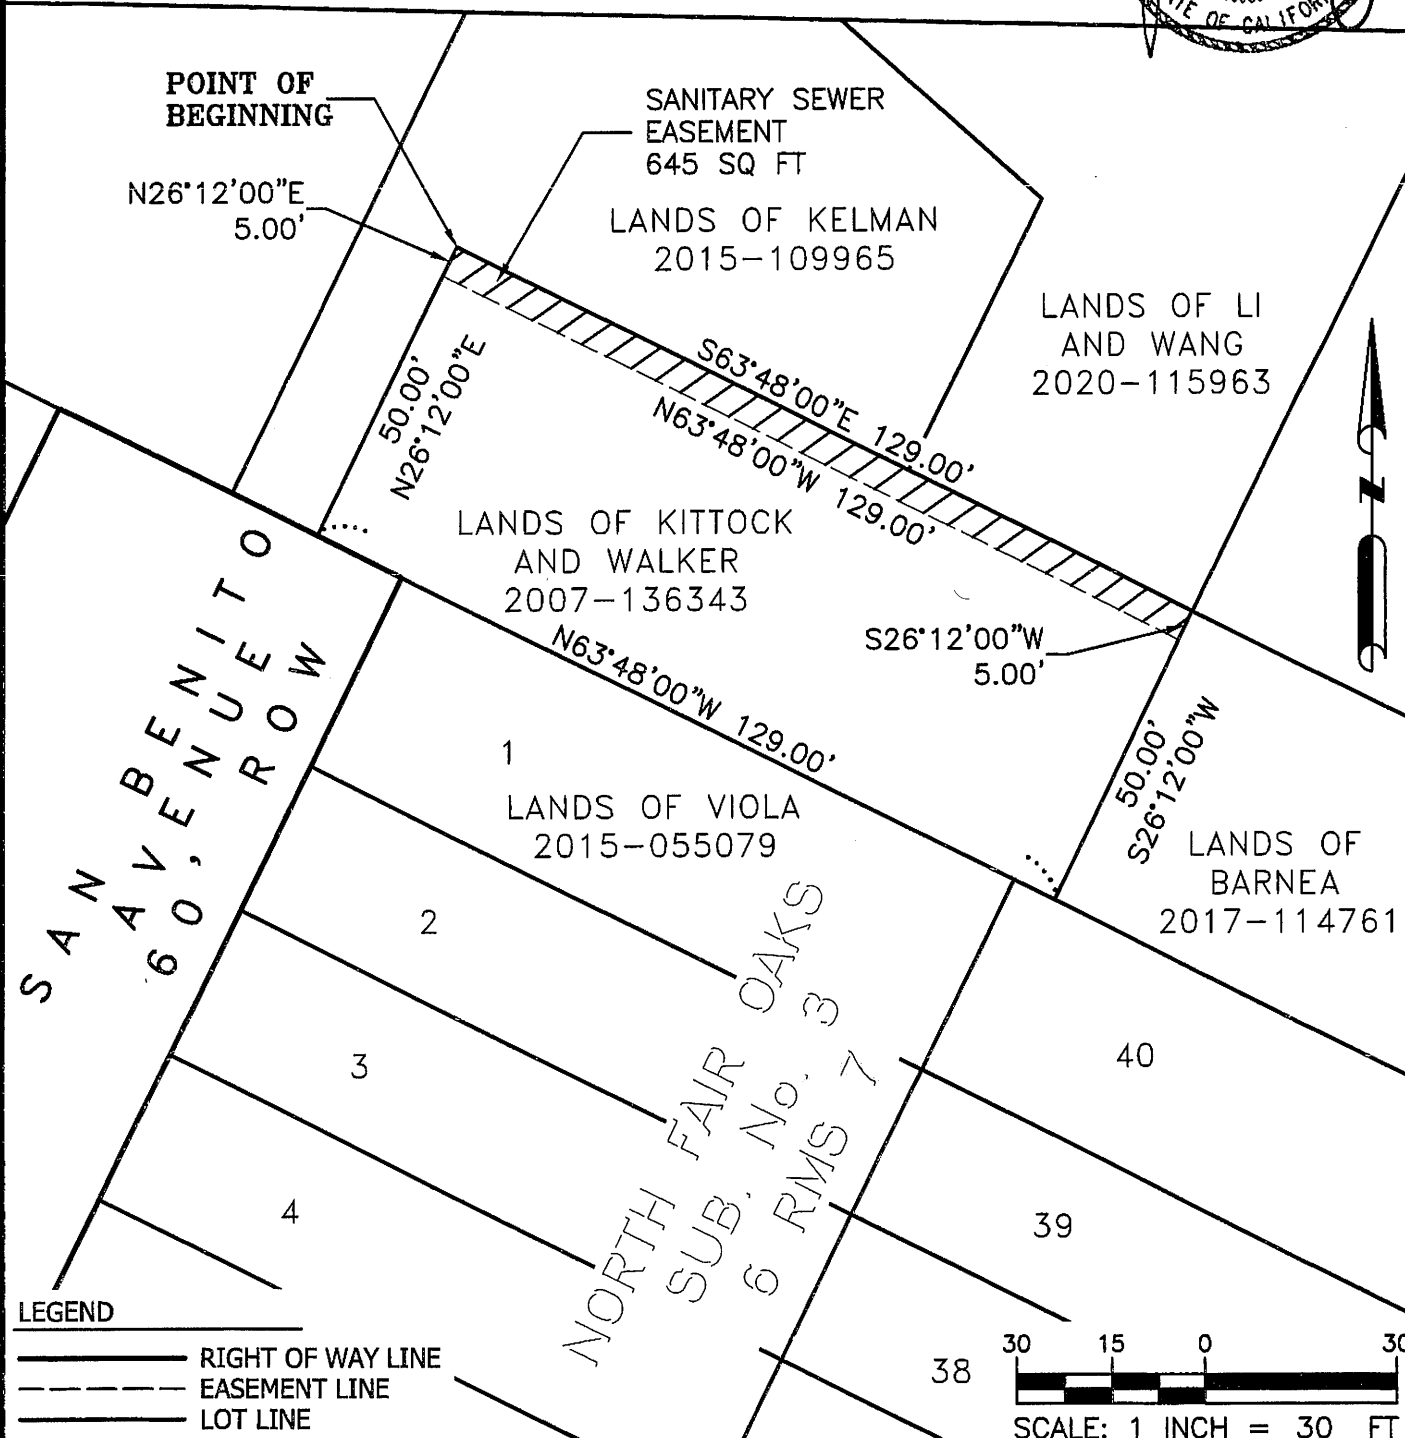 TE OF CALIFOR
POINT OF
BEGINNING
SANITARY SEWER
EASEMENT
645 SQ FT
N26°12'00"E
5.00'
LANDS OF KELMAN
2015-109965
LANDS OF LI
AND WANG
2020-115963
50.00'
N26°12'00"E
S63°48'00"E 129.00'
N63°48'00"W 129.00'
N
LANDS OF KITTOCK
AND WALKER
2007-136343
S26°12'00"W
5.00'
N63°48'00"W 129.00'
50.00'
S26°12'00"W
SAN BENITO
AVENUE
60' ROW
1
LANDS OF VIOLA
2015-055079
LANDS OF
BARNEA
2017-114761
2
3
4
NORTH FAIR OAKS
SUB. No. 3
6 RMS 7
40
39
38
LEGEND
RIGHT OF WAY LINE
EASEMENT LINE
LOT LINE
30 15 0 30
SCALE: 1 INCH = 30 FT